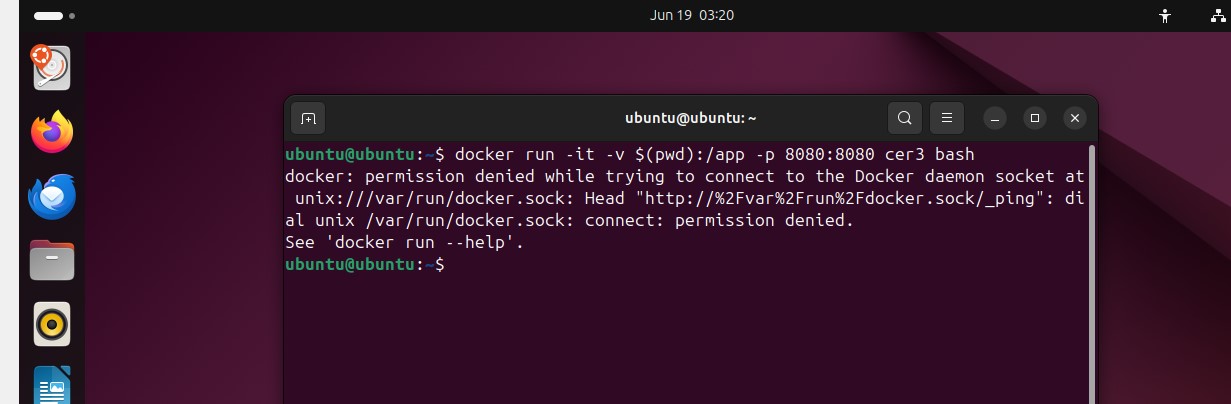 Jun 19 03:20
ubuntu@ubuntu: ~
ubuntu@ubuntu:~$ docker run -it -v $(pwd):/app -p 8080:8080 cer3 bash
docker: permission denied while trying to connect to the Docker daemon socket at
 unix:///var/run/docker.sock: Head "http://%2Fvar%2Frun%2Fdocker.sock/_ping": di
al unix /var/run/docker.sock: connect: permission denied.
See 'docker run --help'.
ubuntu@ubuntu:~$